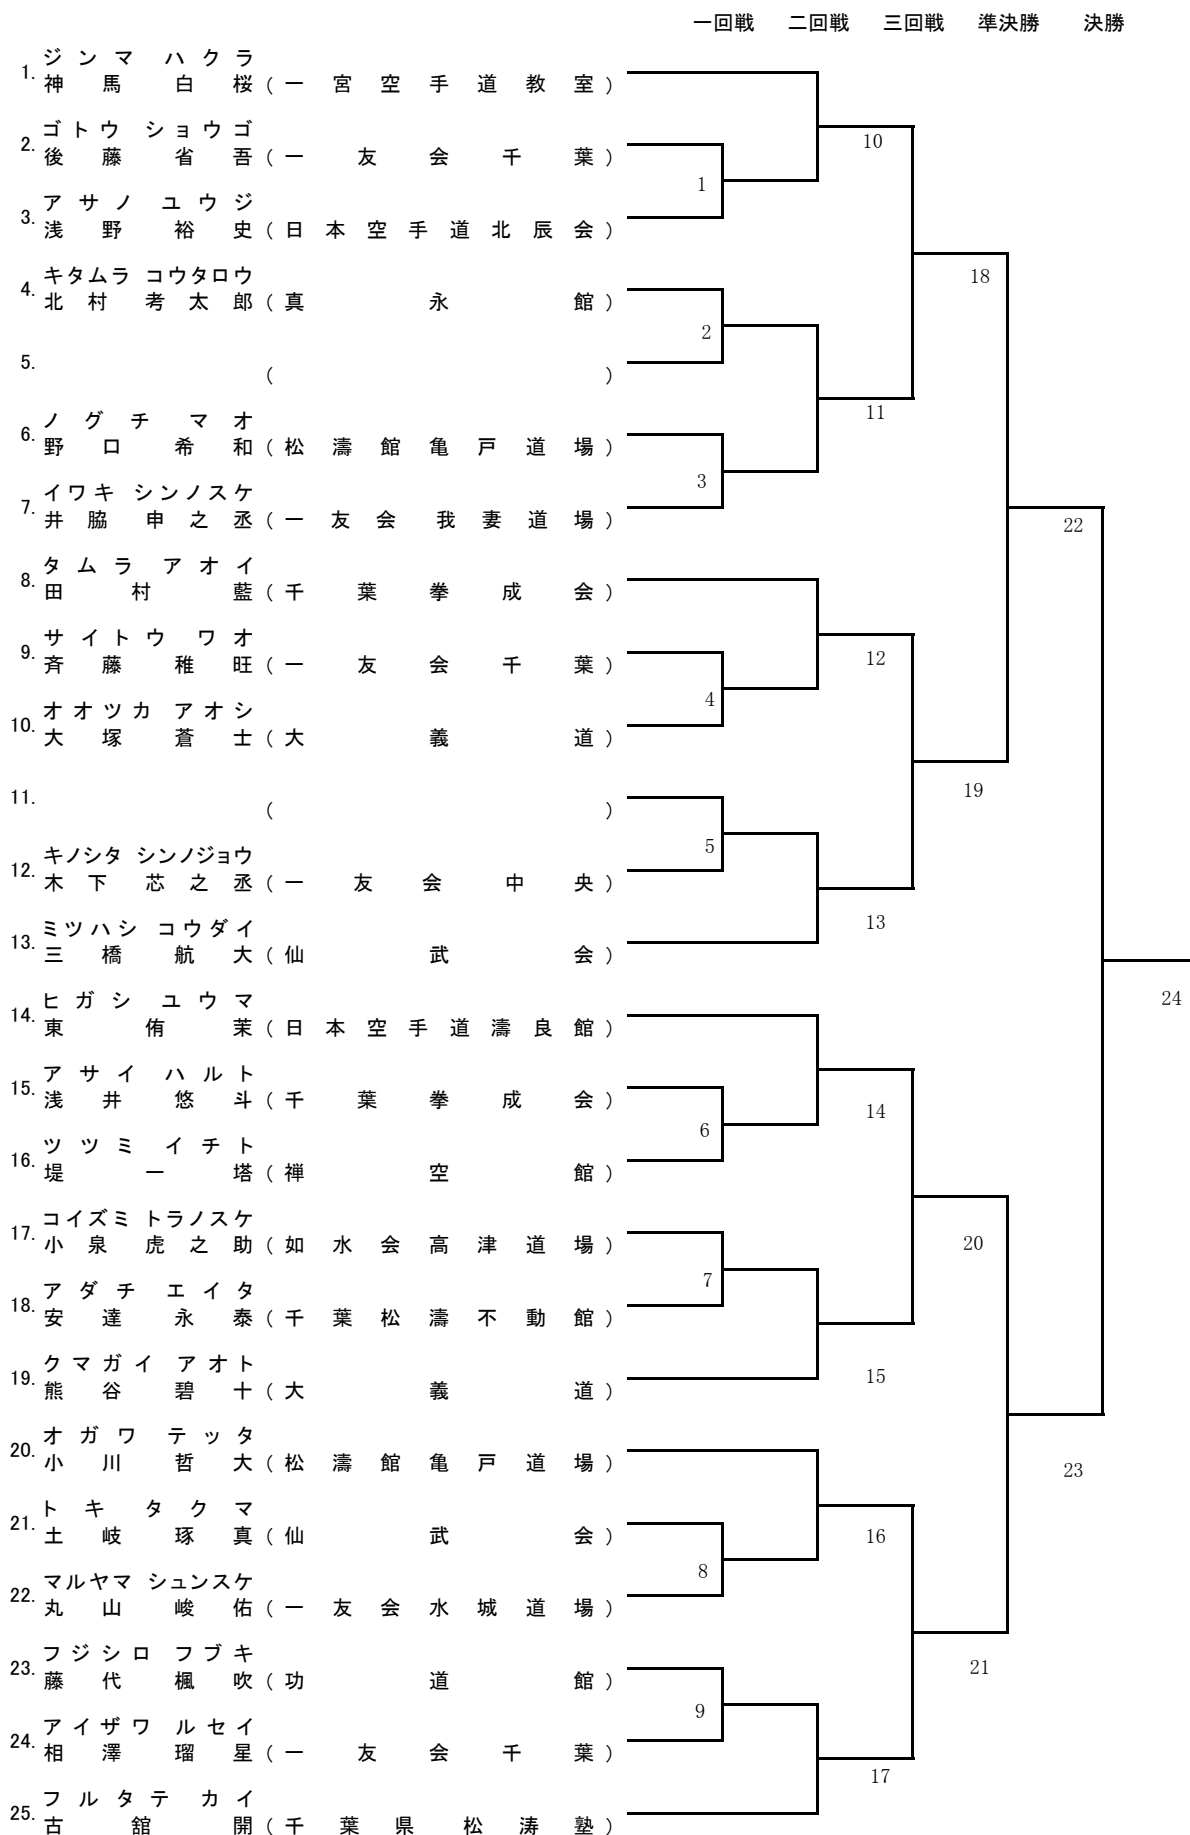 一回戦 二回戦 三回戦 準決勝 決勝
ジンマ ハクラ
1. 神馬白桜 (一宮空手道教室)
ゴトウ ショウゴ
2. 後藤省吾 (一友会千葉)
アサノ ユウジ
3. 浅野裕史 (日本空手道北辰会)
キタムラ コウタロウ
4. 北村考太郎 (真永館)
5. ( )
ノグチ マオ
6. 野口希和 (松濤館亀戸道場)
イワキ シンノスケ
7. 井脇申之丞 (一友会我妻道場)
タムラ アオイ
8. 田村藍 (千葉拳成会)
サイトウ ワオ
9. 斉藤稚旺 (一友会千葉)
オオツカ アオシ
10. 大塚蒼士 (大義道)
11. ( )
キノシタ シンノジョウ
12. 木下芯之丞 (一友会中央)
ミツハシ コウダイ
13. 三橋航大 (仙武会)
ヒガシ ユウマ
14. 東侑茉 (日本空手道濤良館)
アサイ ハルト
15. 浅井悠斗 (千葉拳成会)
ツツミ イチト
16. 堤一塔 (禅空館)
コイズミ トラノスケ
17. 小泉虎之助 (如水会高津道場)
アダチ エイタ
18. 安達永泰 (千葉松濤不動館)
クマガイ アオト
19. 熊谷碧十 (大義道)
オガワ テッタ
20. 小川哲大 (松濤館亀戸道場)
トキ タクマ
21. 土岐琢真 (仙武会)
マルヤマ シュンスケ
22. 丸山峻佑 (一友会水城道場)
フジシロ フブキ
23. 藤代楓吹 (功道館)
アイザワ ルセイ
24. 相澤瑠星 (一友会千葉)
フルタテ カイ
25. 古舘開 (千葉県松涛塾)
1
2
3
4
5
6
7
8
9
10
11
12
13
14
15
16
17
18
19
20
21
22
23
24